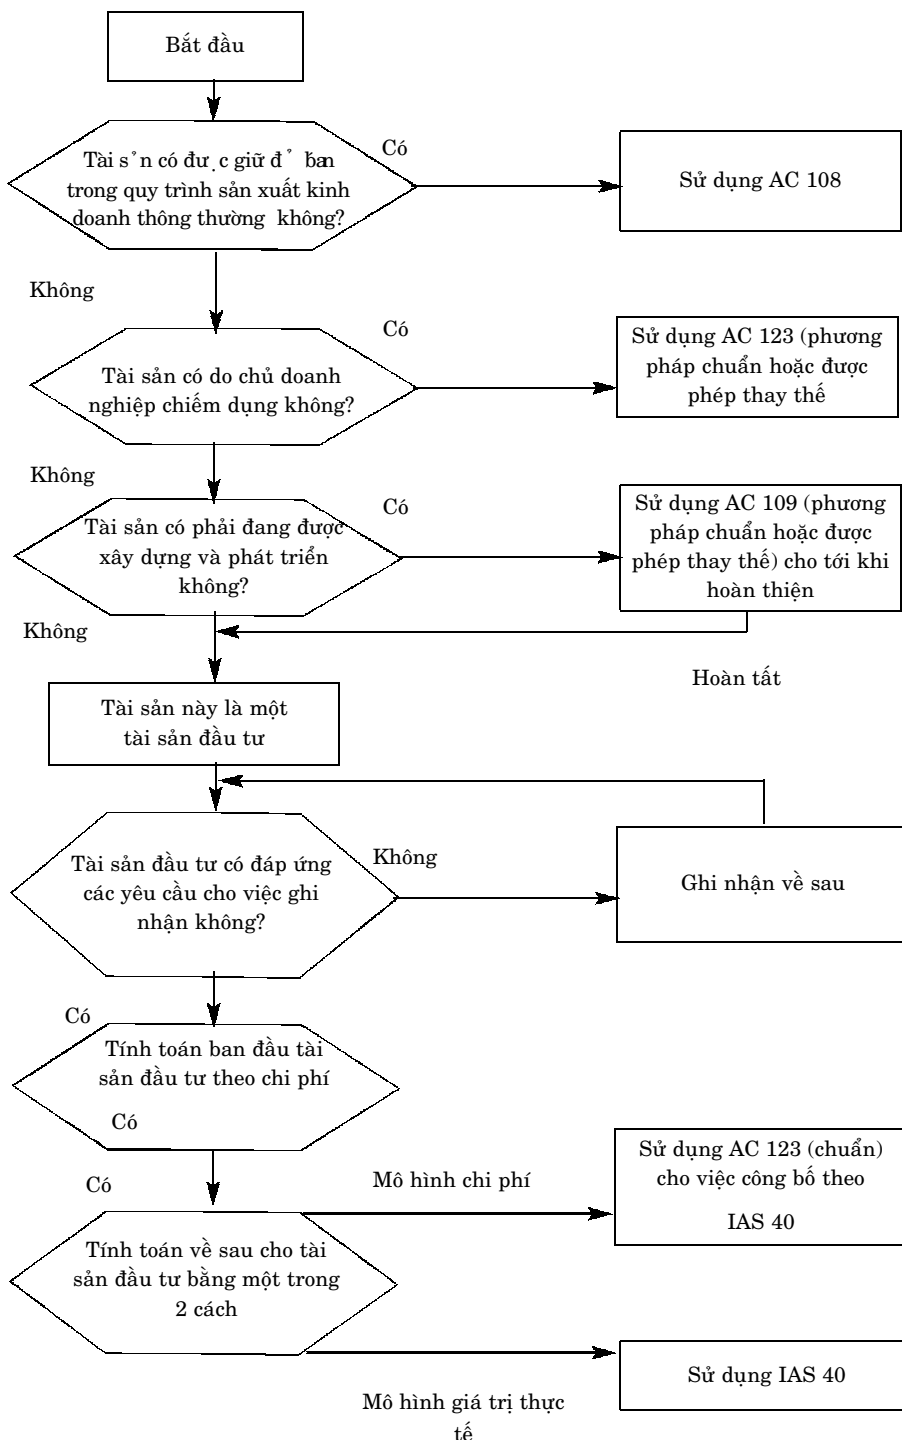 Bắt đầu
Tài s n có đư c giữ đ bán
trong quy trình sản xuất kinh
doanh thông thường không?
Có
Sử dụng AC 108
Không
Tài sản có do chủ doanh
nghiệp chiếm dụng không?
Có
Sử dụng AC 123 (phương
pháp chuẩn hoặc được
phép thay thế
Không
Tài sản có phải đang được
xây dựng và phát triển
không?
Có
Sử dụng AC 109 (phương
pháp chuẩn hoặc được
phép thay thế) cho tới khi
hoàn thiện
Không
Hoàn tất
Tài sản này là một
tài sản đầu tư
Tài sản đầu tư có đáp ứng
các yêu cầu cho việc ghi
nhận không?
Không
Ghi nhận về sau
Có
Tính toán ban đầu tài
sản đầu tư theo chi phí
Có
Có
Mô hình chi phí
Sử dụng AC 123 (chuẩn)
cho việc công bố theo
IAS 40
Tính toán về sau cho tài
sản đầu tư bằng một trong
2 cách
Sử dụng IAS 40
Mô hình giá trị thực
tế